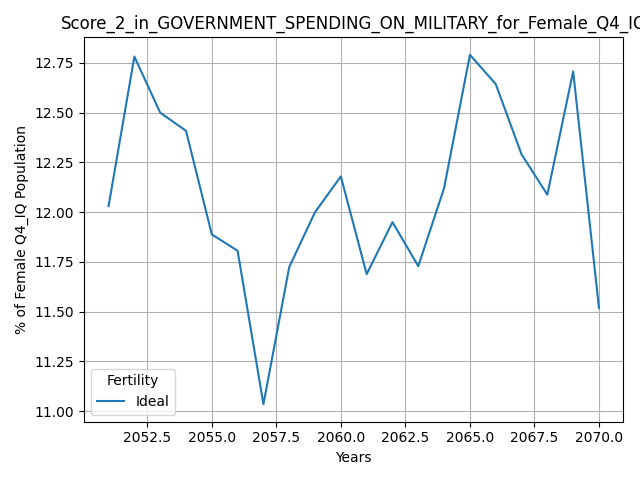 Score_2_in_GOVERNMENT_SPENDING_ON_MILITARY_for_Female_Q4_IQ
12.75
12.50
12.25
12.00
11.75
11.50
11.25
11.00
% of Female Q4_IQ Population
Fertility
Ideal
2052.5 2055.0 2057.5 2060.0 2062.5 2065.0 2067.5 2070.0
Years